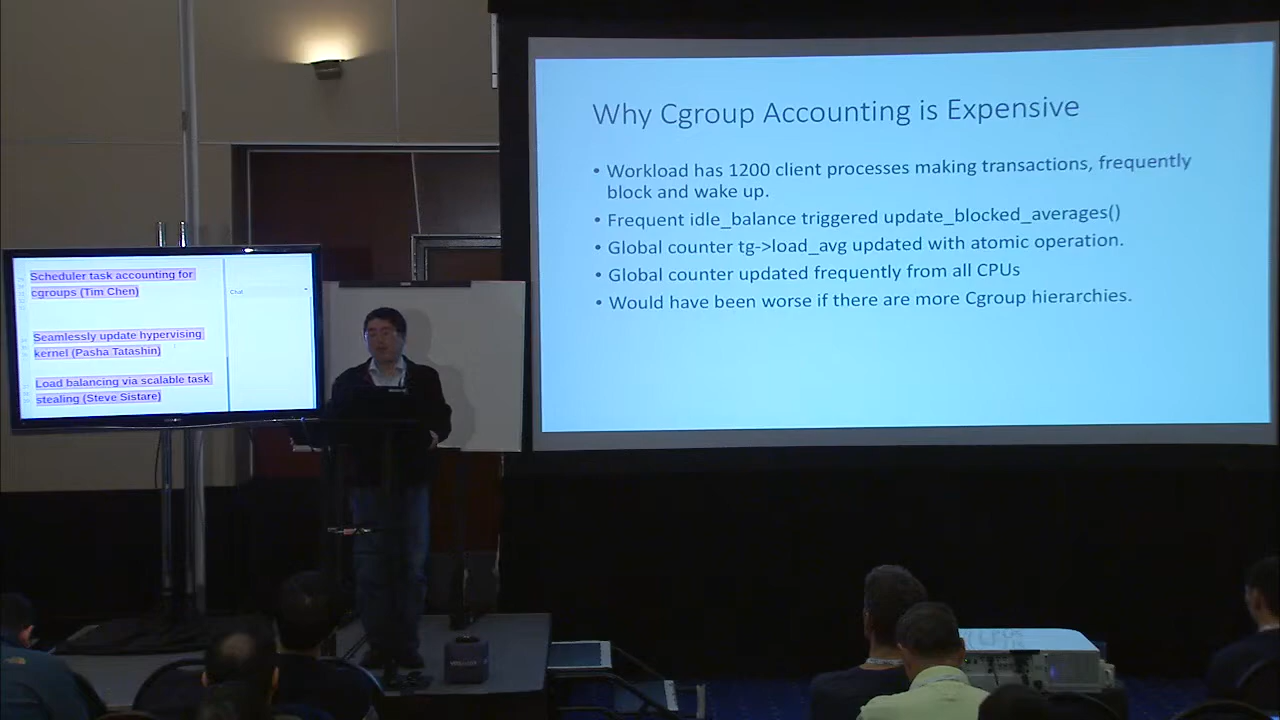 Scheduler task accounting for
cgroups (Tim Chen)
Seamlessly update hypervising
kernel (Pasha Tatashin)
Load balancing via scalable task
stealing (Steve Sistare)
Chat
Why Cgroup Accounting is Expensive
• Workload has 1200 client processes making transactions, frequently
block and wake up.
• Frequent idle_balance triggered update_blocked_averages()
• Global counter tg->load_avg updated with atomic operation.
• Global counter updated frequently from all CPUs
• Would have been worse if there are more Cgroup hierarchies.